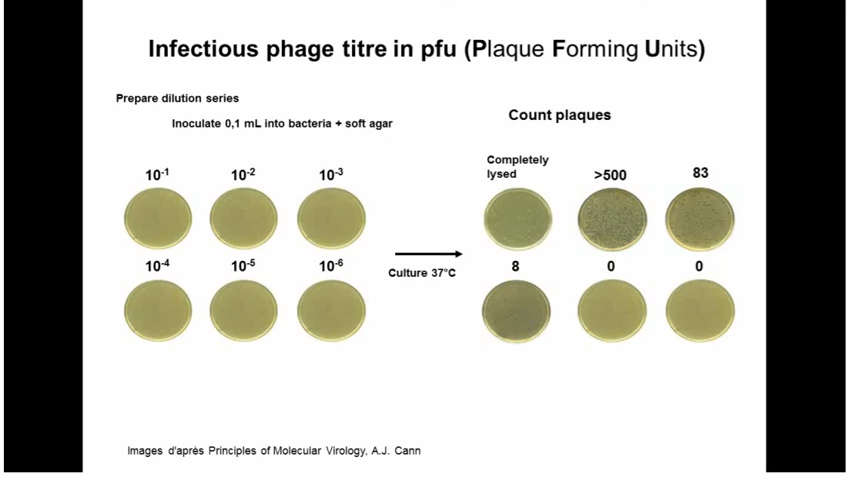 Infectious phage titre in pfu (Plaque Forming Units)
Prepare dilution series
Inoculate 0,1 mL into bacteria + soft agar
Count plaques
10-1 10-2 10-3
Completely
lysed
>500 83
10-4 10-5 10-6
Culture 37°C
8 0 0
Images d'après Principles of Molecular Virology, A.J. Cann